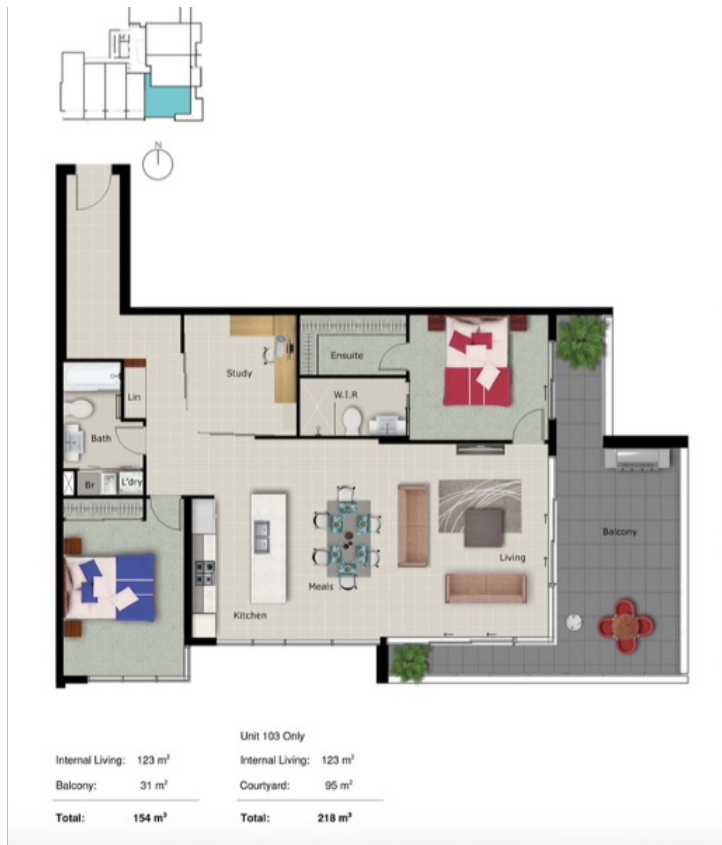 N
Study
Ensuite
Lin
W.I.R
Bath
Br
L'dry
Balcony
Living
Meals
Kitchen
Unit 103 Only
Internal Living: 123 m²
Balcony: 31 m²
Total: 154 m²
Internal Living: 123 m²
Courtyard: 95 m²
Total: 218 m²